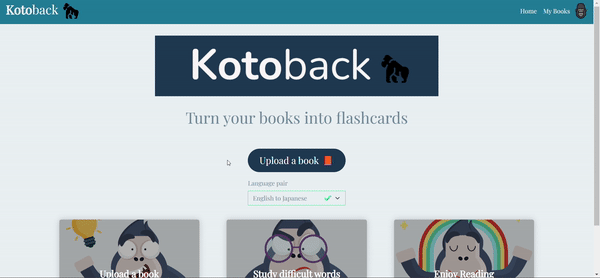 Kotoback
Home My Books
Kotoback
Turn your books into flashcards
Upload a book
Language pair
English to Japanese
Upload a book Study difficult words Enjoy Reading